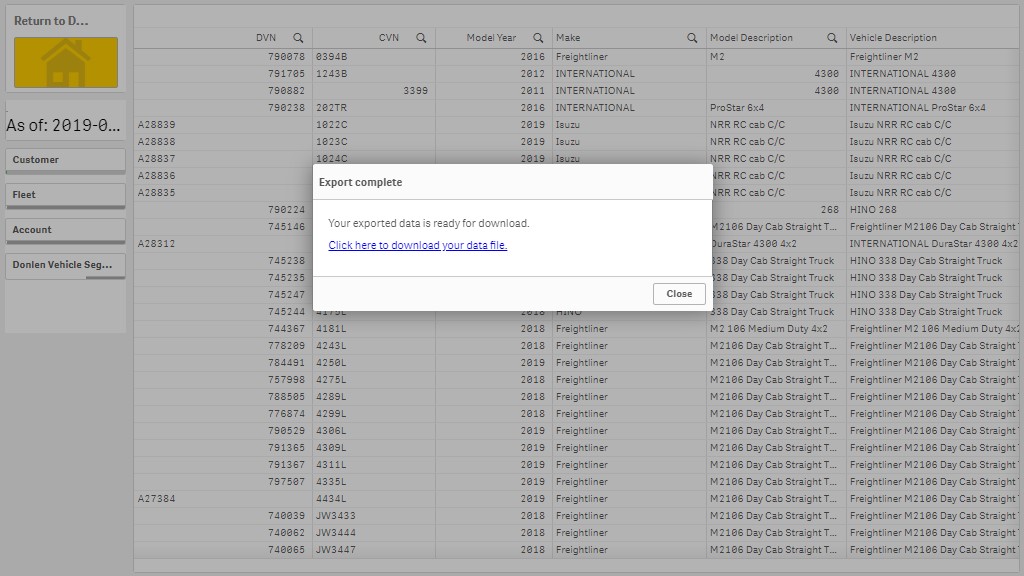 Return to D...
As of: 2019-0...
Customer
Fleet
Account
Donlen Vehicle Seg...
DVN CVN Model Year Make Model Description Vehicle Description
790078 0394B 2016 Freightliner M2 Freightliner M2
791705 1243B 2012 INTERNATIONAL 4300 INTERNATIONAL 4300
790882 3399 2011 INTERNATIONAL 4300 INTERNATIONAL 4300
790238 202TR 2016 INTERNATIONAL ProStar 6x4 INTERNATIONAL ProStar 6x4
A28839 1022C 2019 Isuzu NRR RC cab C/C Isuzu NRR RC cab C/C
A28838 1023C 2019 Isuzu NRR RC cab C/C Isuzu NRR RC cab C/C
A28837 1024C 2019 Isuzu NRR RC cab C/C Isuzu NRR RC cab C/C
A28836 NRR RC cab C/C Isuzu NRR RC cab C/C
A28835 NRR RC cab C/C Isuzu NRR RC cab C/C
790224 268 HINO 268
745146 M2106 Day Cab Straight T... Freightliner M2106 Day Cab Straight
A28312 DuraStar 4300 4x2 INTERNATIONAL DuraStar 4300 4x2
745238 338 Day Cab Straight Truck HINO 338 Day Cab Straight Truck
745235 338 Day Cab Straight Truck HINO 338 Day Cab Straight Truck
745247 338 Day Cab Straight Truck HINO 338 Day Cab Straight Truck
745244 4175L 2018 HINO 338 Day Cab Straight Truck HINO 338 Day Cab Straight Truck
744367 4181L 2018 Freightliner M2 106 Medium Duty 4x2 Freightliner M2 106 Medium Duty 4x2
778209 4243L 2018 Freightliner M2106 Day Cab Straight T... Freightliner M2106 Day Cab Straight
784491 4250L 2019 Freightliner M2106 Day Cab Straight T... Freightliner M2106 Day Cab Straight
757998 4275L 2018 Freightliner M2106 Day Cab Straight T... Freightliner M2106 Day Cab Straight
788505 4289L 2018 Freightliner M2106 Day Cab Straight T... Freightliner M2106 Day Cab Straight
776874 4299L 2018 Freightliner M2106 Day Cab Straight T... Freightliner M2106 Day Cab Straight
790529 4306L 2019 Freightliner M2106 Day Cab Straight T... Freightliner M2106 Day Cab Straight
791365 4309L 2019 Freightliner M2106 Day Cab Straight T... Freightliner M2106 Day Cab Straight
791367 4311L 2019 Freightliner M2106 Day Cab Straight T... Freightliner M2106 Day Cab Straight
797507 4335L 2019 Freightliner M2106 Day Cab Straight T... Freightliner M2106 Day Cab Straight
A27384 4434L 2019 Freightliner M2106 Day Cab Straight T... Freightliner M2106 Day Cab Straight
740039 JW3433 2018 Freightliner M2106 Day Cab Straight T... Freightliner M2106 Day Cab Straight
740062 JW3444 2018 Freightliner M2106 Day Cab Straight T... Freightliner M2106 Day Cab Straight
740065 JW3447 2018 Freightliner M2106 Day Cab Straight T... Freightliner M2106 Day Cab Straight
Export complete
Your exported data is ready for download.
Click here to download your data file.
Close